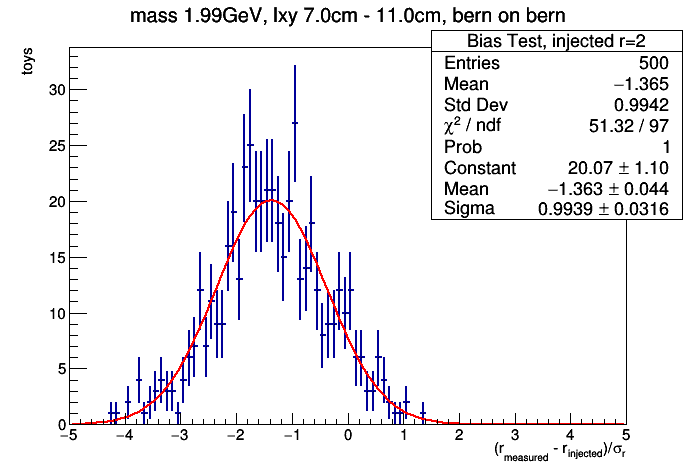 mass 1.99GeV, lxy 7.0cm - 11.0cm, bern on bern
Bias Test, injected r=2
Entries 500
Mean −1.365
Std Dev 0.9942
χ² / ndf 51.32 / 97
Prob 1
Constant 20.07 ± 1.10
Mean −1.363 ± 0.044
Sigma 0.9939 ± 0.0316
toys
30
25
20
15
10
5
0
−5 −4 −3 −2 −1 0 1 2 3 4 5
(r_measured - r_injected)/σ_r